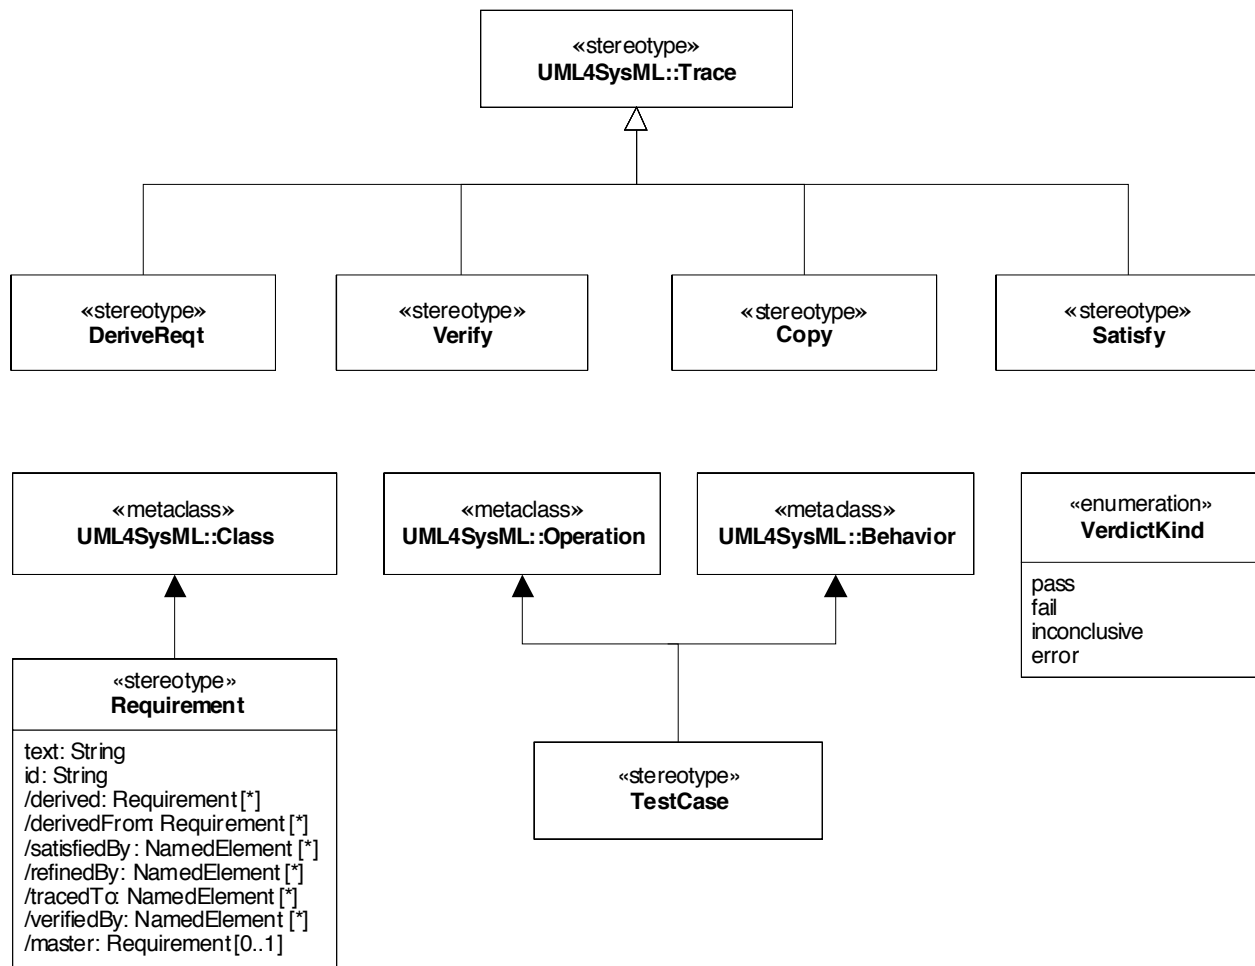 «stereotype»
UML4SysML::Trace
«stereotype»
DeriveReqt
«stereotype»
Verify
«stereotype»
Copy
«stereotype»
Satisfy
«metaclass»
UML4SysML::Class
«metaclass»
UML4SysML::Operation
«metaclass»
UML4SysML::Behavior
«enumeration»
VerdictKind
pass
fail
inconclusive
error
«stereotype»
Requirement
text: String
id: String
/derived: Requirement[*]
/derivedFrom: Requirement[*]
/satisfiedBy: NamedElement[*]
/refinedBy: NamedElement[*]
/tracedTo: NamedElement[*]
/verifiedBy: NamedElement[*]
/master: Requirement[0..1]
«stereotype»
TestCase